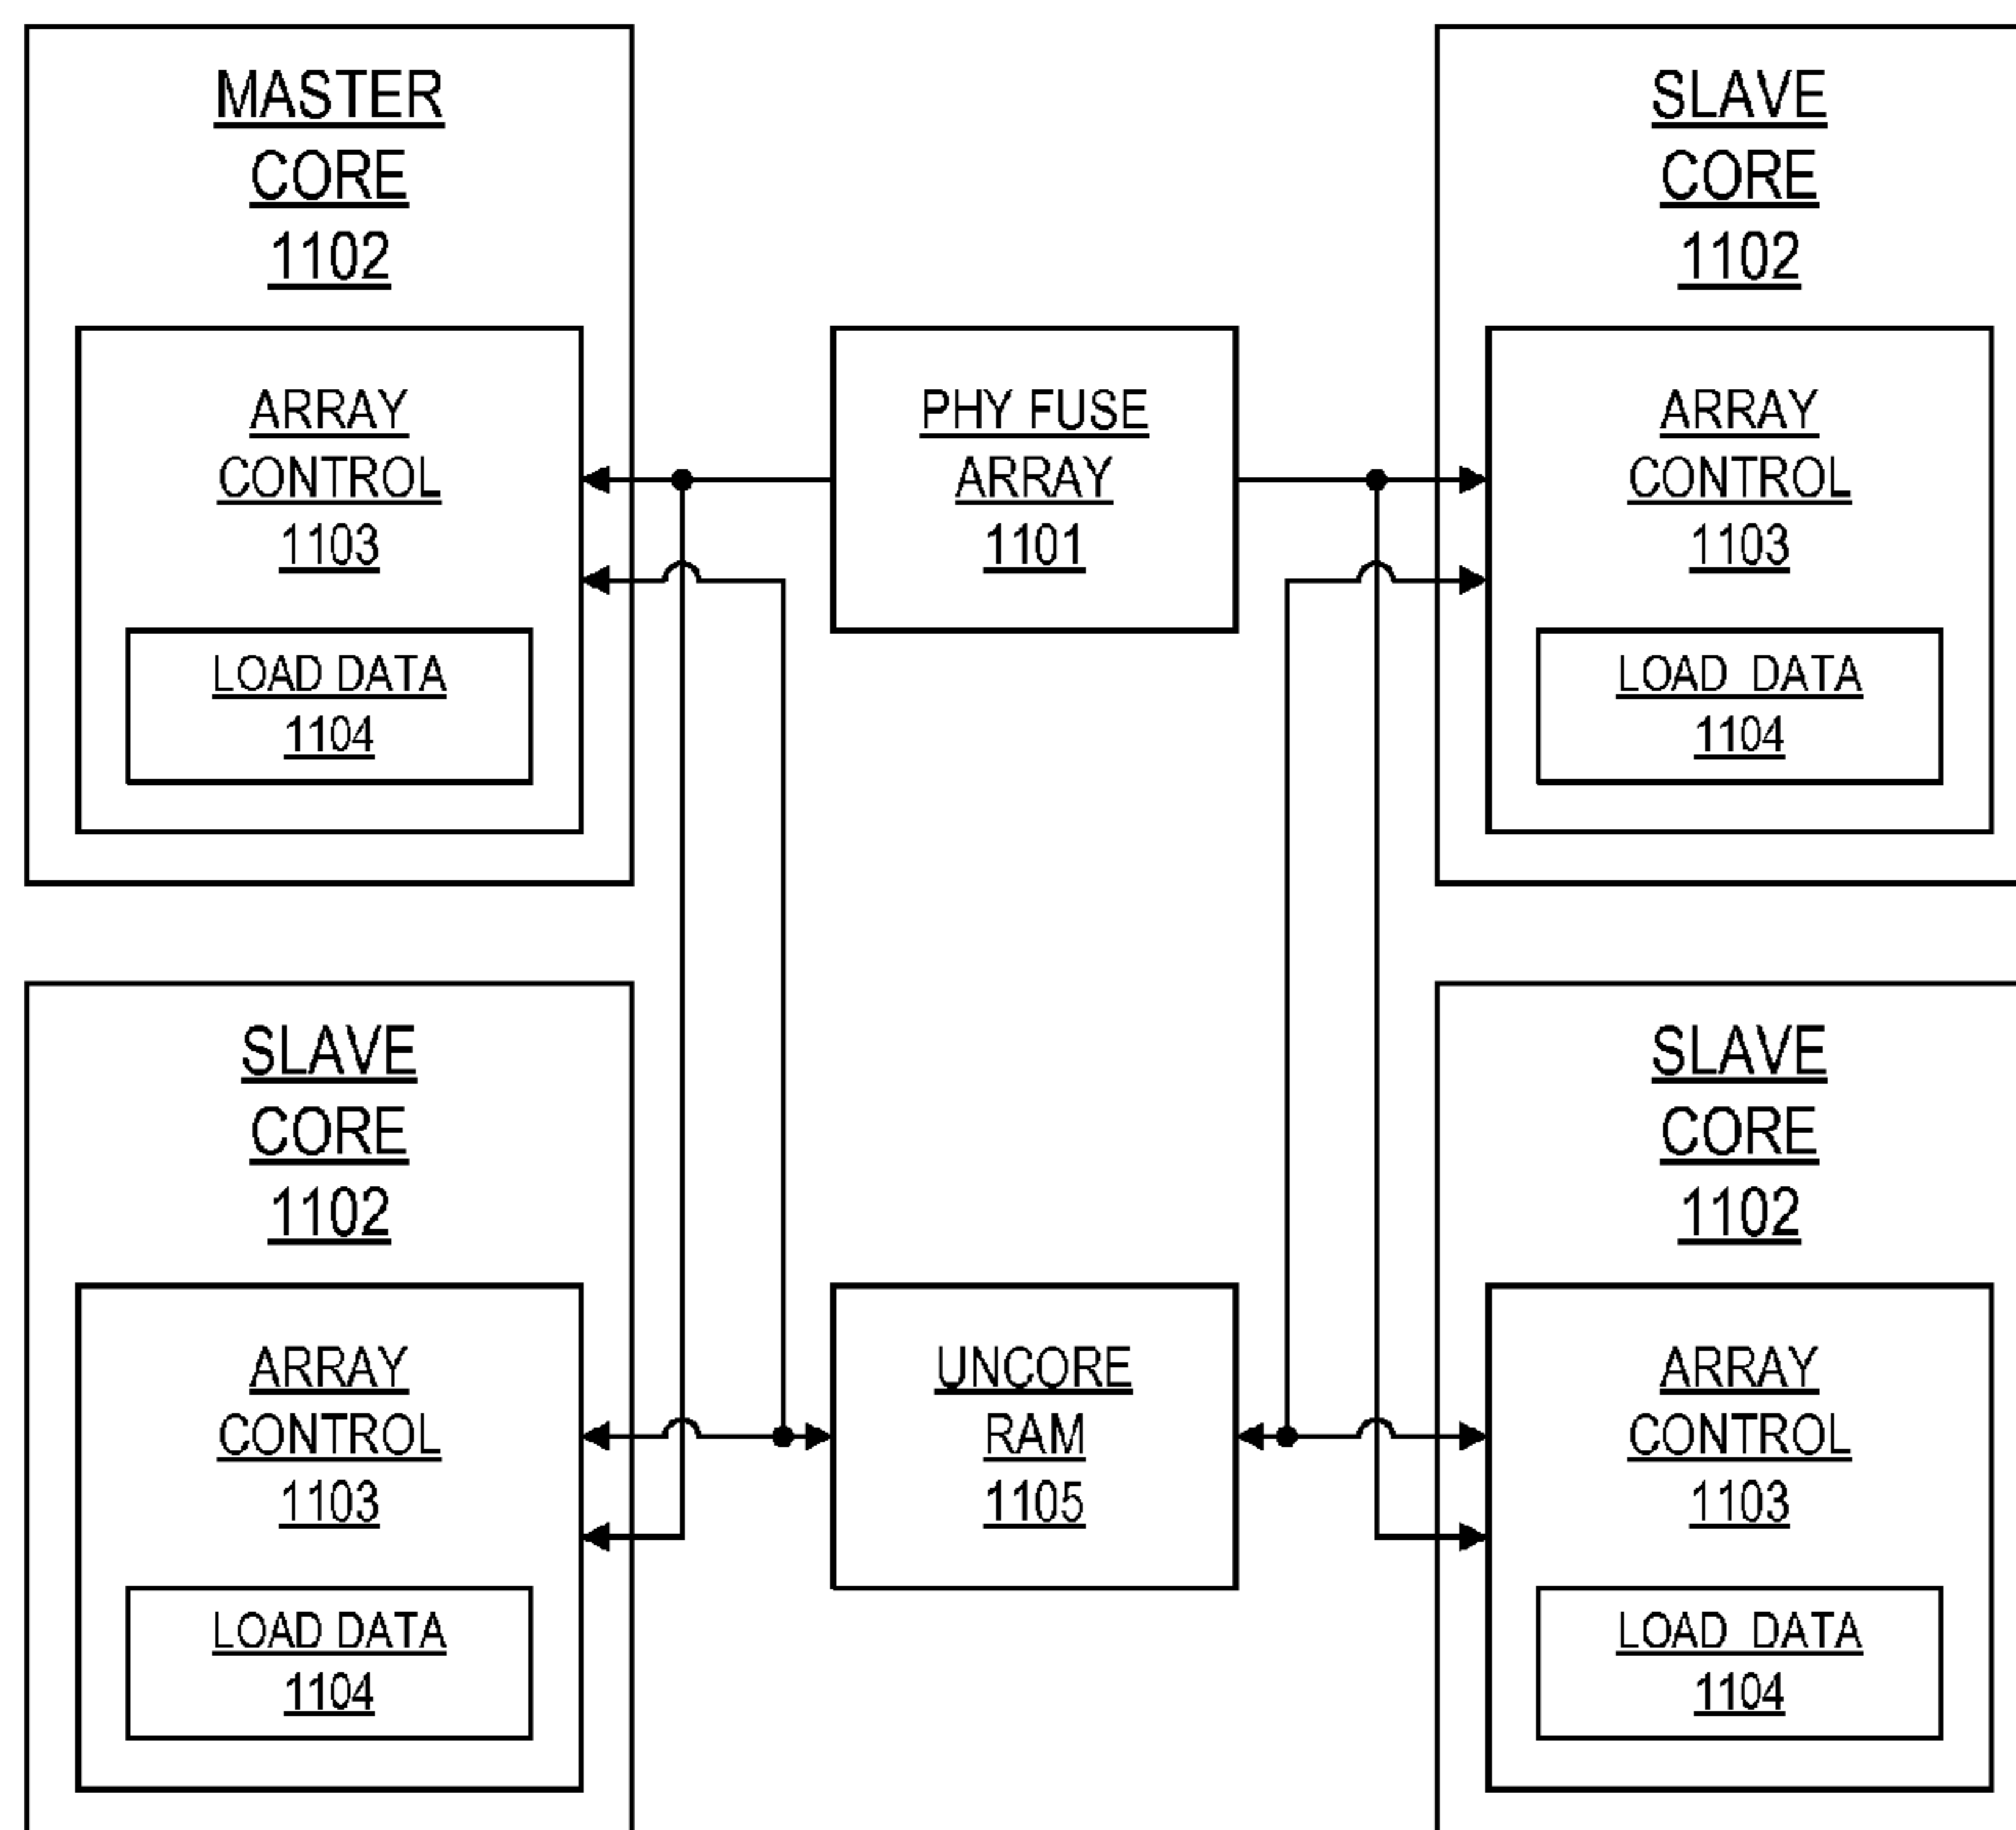 MASTER
CORE
1102
ARRAY
CONTROL
1103
LOAD DATA
1104
PHY FUSE
ARRAY
1101
SLAVE
CORE
1102
ARRAY
CONTROL
1103
LOAD DATA
1104
SLAVE
CORE
1102
ARRAY
CONTROL
1103
LOAD DATA
1104
UNCORE
RAM
1105
SLAVE
CORE
1102
ARRAY
CONTROL
1103
LOAD DATA
1104